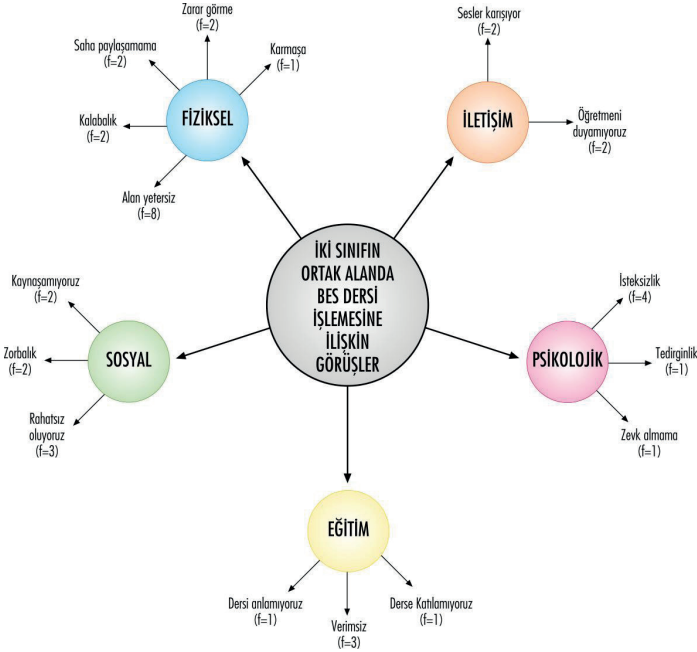 Zarar görme
(f=2)
Saha paylaşamama
(f=2)
Karmaşa
(f=1)
Kalabalık
(f=2)
FİZİKSEL
Alan yetersiz
(f=8)
Sesler karışıyor
(f=2)
İLETİŞİM
Öğretmeni
duyamıyoruz
(f=2)
İKİ SINIFIN
ORTAK ALANDA
BES DERSİ
İŞLEMESİNE
İLİŞKİN
GÖRÜŞLER
Kaynaşamıyoruz
(f=2)
Zorbalık
(f=2)
SOSYAL
Rahatsız
oluyoruz
(f=3)
İsteksizlik
(f=4)
PSİKOLOJİK
Tedirginlik
(f=1)
Zevk almama
(f=1)
EĞİTİM
Dersi anlamıyoruz
(f=1)
Verimsiz
(f=3)
Derse Katılamıyoruz
(f=1)